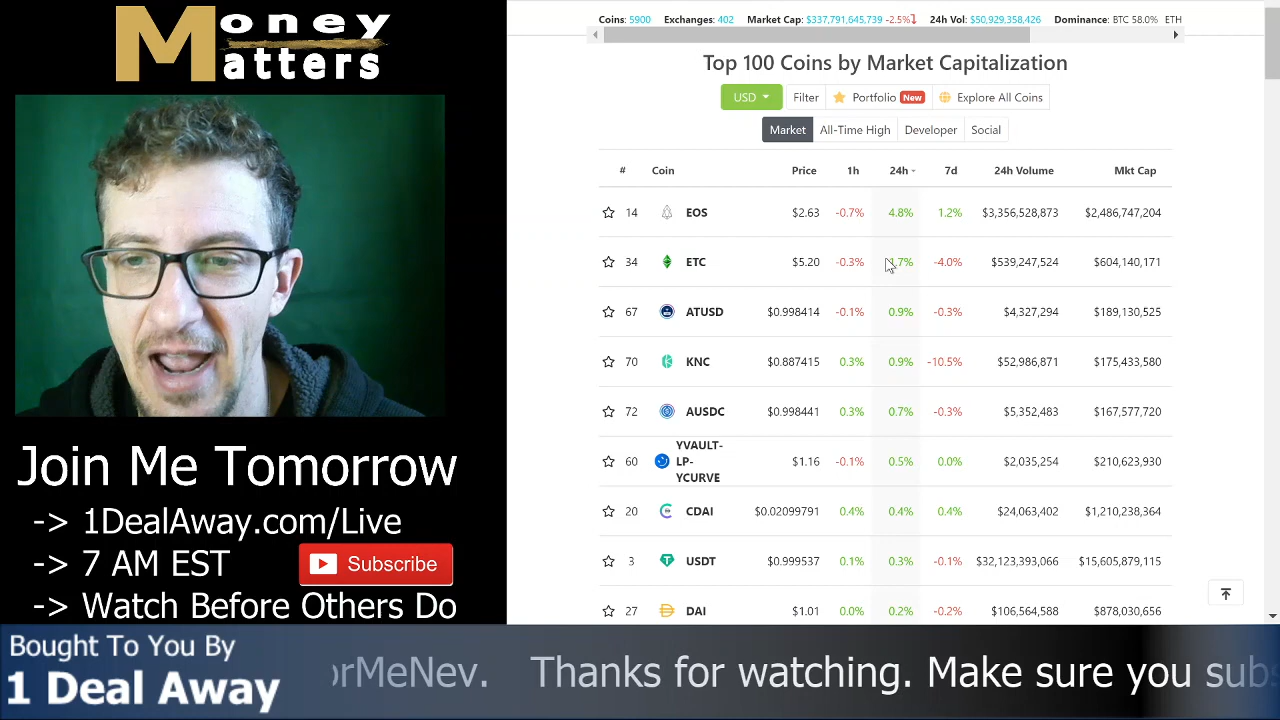 Money
Matters
Join Me Tomorrow
-> 1DealAway.com/Live
-> 7 AM EST
Subscribe
-> Watch Before Others Do
Coins: 5900 Exchanges: 402 Market Cap: $337,791,645,739 -2.5% 24h Vol: $50,929,358,426 Dominance: BTC 58.0% ETH
Top 100 Coins by Market Capitalization
USD Filter Portfolio New Explore All Coins
Market All-Time High Developer Social
# Coin Price 1h 24h 7d 24h Volume Mkt Cap
14 EOS $2.63 -0.7% 4.8% 1.2% $3,356,528,873 $2,486,747,204
34 ETC $5.20 -0.3% -4.0% $539,247,524 $604,140,171
67 ATUSD $0.998414 -0.1% 0.9% -0.3% $4,327,294 $189,130,525
70 KNC $0.887415 0.3% 0.9% -10.5% $52,986,871 $175,433,580
72 AUSDC $0.998441 0.3% 0.7% -0.3% $5,352,483 $167,577,720
YVAULT-
60 LP- $1.16 -0.1% 0.5% 0.0% $2,035,254 $210,623,930
YCURVE
20 CDAI $0.02099791 0.4% 0.4% 0.4% $24,063,402 $1,210,238,364
3 USDT $0.999537 0.1% 0.3% -0.1% $32,123,393,066 $15,605,879,115
27 DAI $1.01 0.0% 0.2% -0.2% $106,564,588 $878,030,656
Bought To You By
1 Deal Away
orMeNev. Thanks for watching. Make sure you subs